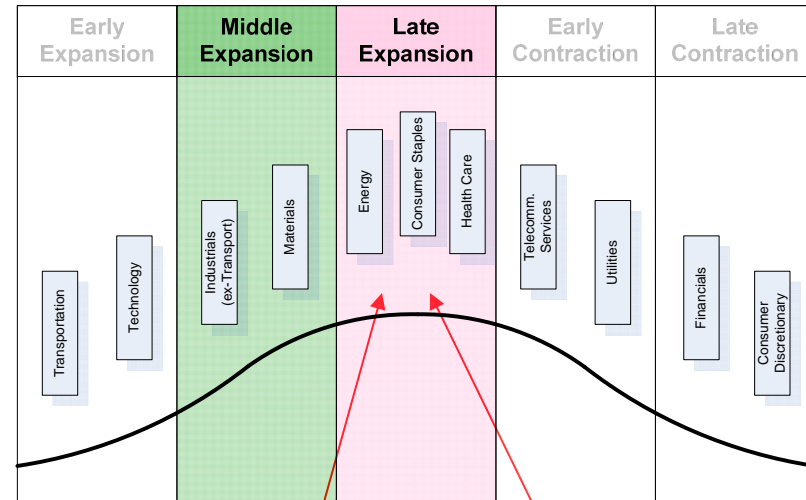 Early
Expansion
Middle
Expansion
Late
Expansion
Early
Contraction
Late
Contraction
Transportation
Technology
Industrials
(ex-Transport)
Materials
Energy
Consumer Staples
Health Care
Telecomm.
Services
Utilities
Financials
Consumer
Discretionary